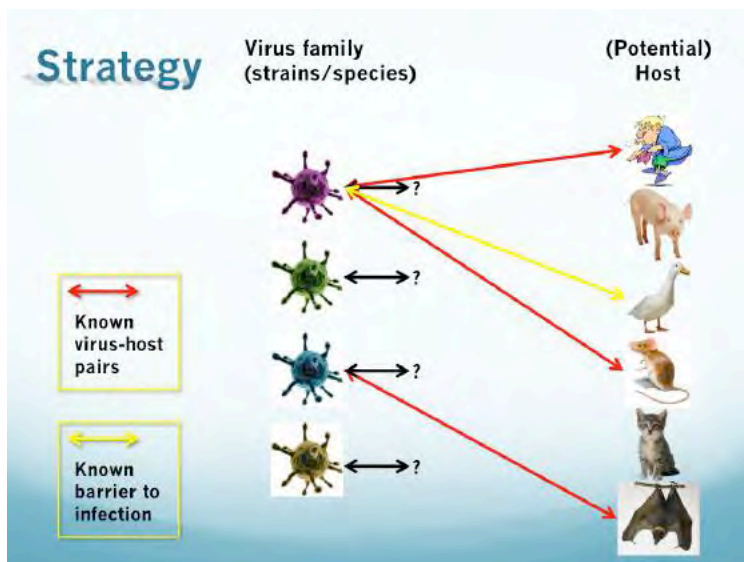 Strategy
Virus family
(strains/species)
(Potential)
Host
?
?
?
?
Known
virus-host
pairs
Known
barrier to
infection